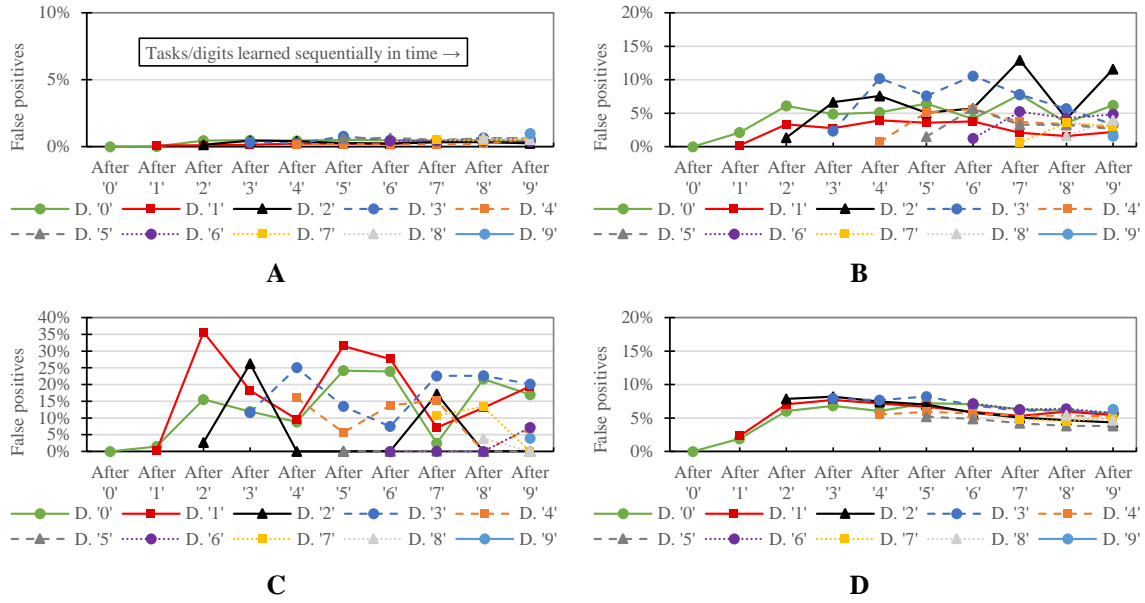 10%
5%
0%
False positives
Tasks/digits learned sequentially in time →
After '0' After '1' After '2' After '3' After '4' After '5' After '6' After '7' After '8' After '9'
D. '0' D. '1' D. '2' D. '3' D. '4'
D. '5' D. '6' D. '7' D. '8' D. '9'
A
20%
15%
10%
5%
0%
False positives
After '0' After '1' After '2' After '3' After '4' After '5' After '6' After '7' After '8' After '9'
D. '0' D. '1' D. '2' D. '3' D. '4'
D. '5' D. '6' D. '7' D. '8' D. '9'
B
40%
35%
30%
25%
20%
15%
10%
5%
0%
False positives
After '0' After '1' After '2' After '3' After '4' After '5' After '6' After '7' After '8' After '9'
D. '0' D. '1' D. '2' D. '3' D. '4'
D. '5' D. '6' D. '7' D. '8' D. '9'
C
20%
15%
10%
5%
0%
False positives
After '0' After '1' After '2' After '3' After '4' After '5' After '6' After '7' After '8' After '9'
D. '0' D. '1' D. '2' D. '3' D. '4'
D. '5' D. '6' D. '7' D. '8' D. '9'
D